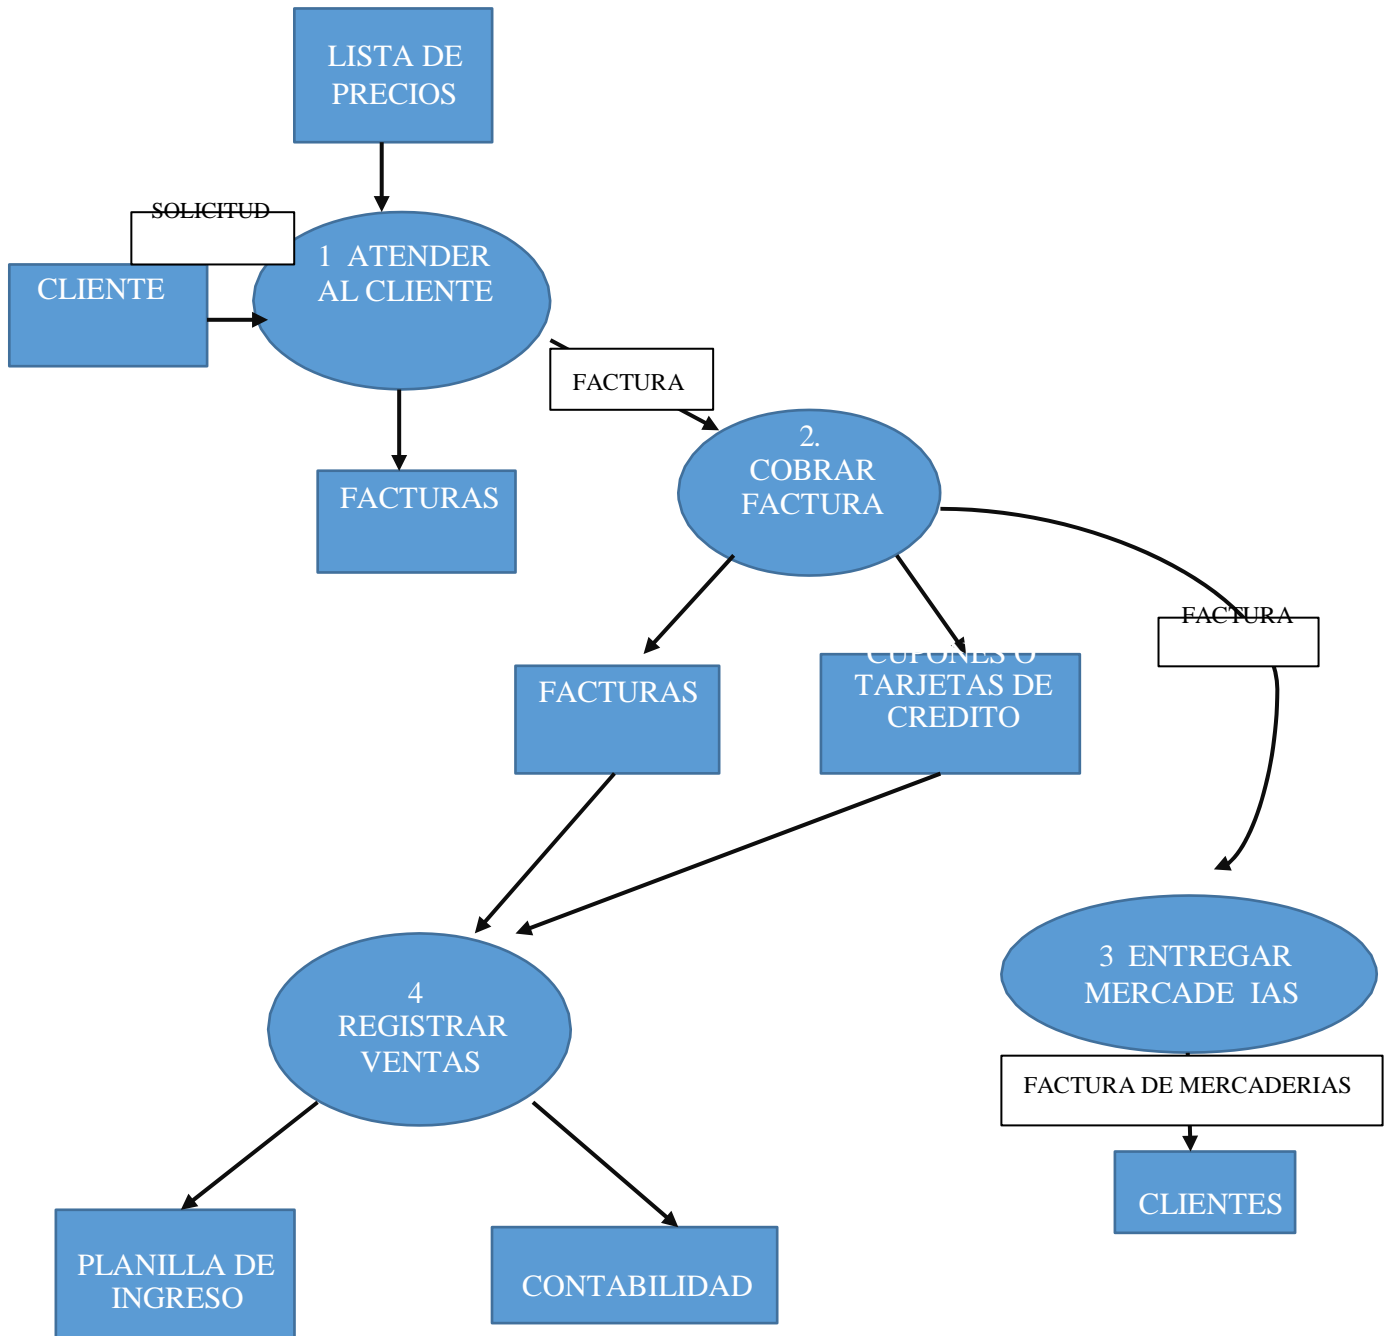 LISTA DE
PRECIOS
SOLICITUD
1 ATENDER
AL CLIENTE
CLIENTE
FACTURA
2.
COBRAR
FACTURA
FACTURAS
FACTURA
CUPONES O
TARJETAS DE
CREDITO
FACTURAS
3 ENTREGAR
MERCADE IAS
4
REGISTRAR
VENTAS
FACTURA DE MERCADERIAS
CLIENTES
PLANILLA DE
INGRESO
CONTABILIDAD